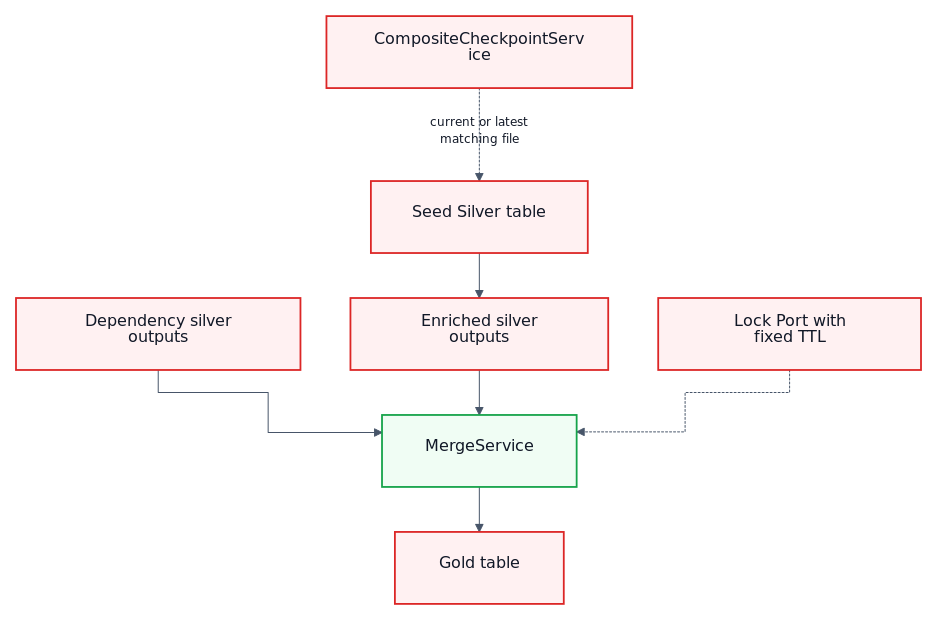 CompositeCheckpointServ
ice
current or latest
matching file
Seed Silver table
Dependency silver
outputs
Enriched silver
outputs
Lock Port with
fixed TTL
MergeService
Gold table